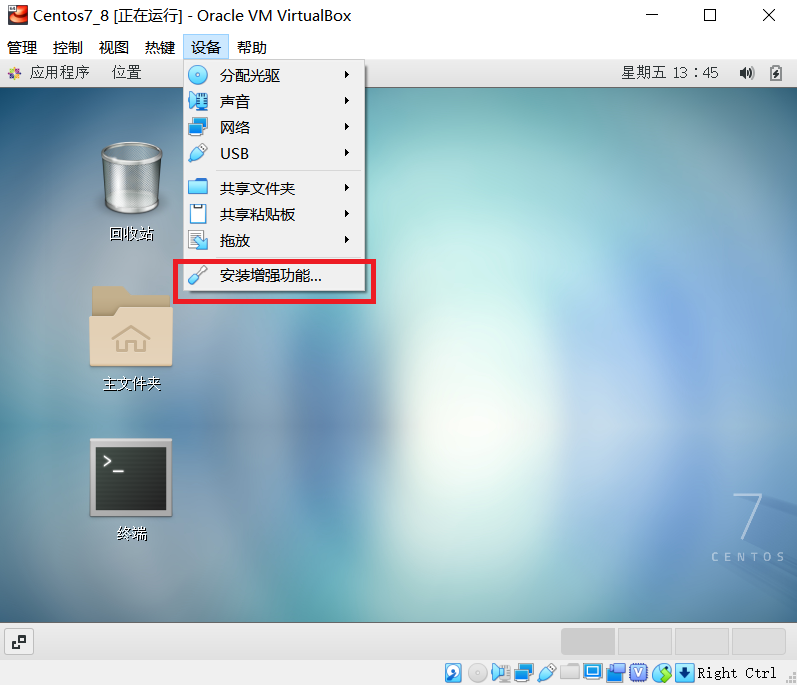 Centos7_8 [正在运行] - Oracle VM VirtualBox
管理 控制 视图 热键 设备 帮助
应用程序 位置 星期五 13：45
分配光驱
声音
网络
USB
共享文件夹
共享粘贴板
拖放
安装增强功能...
回收站
主文件夹
>_
终端
7
CENTOS
Right Ctrl